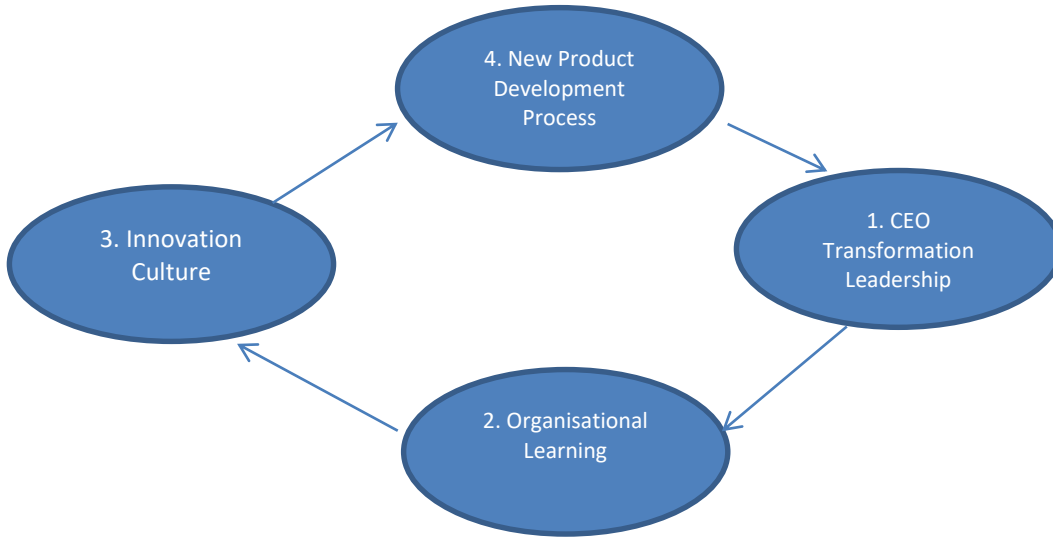 4. New Product
Development
Process
1. CEO
Transformation
Leadership
3. Innovation
Culture
2. Organisational
Learning